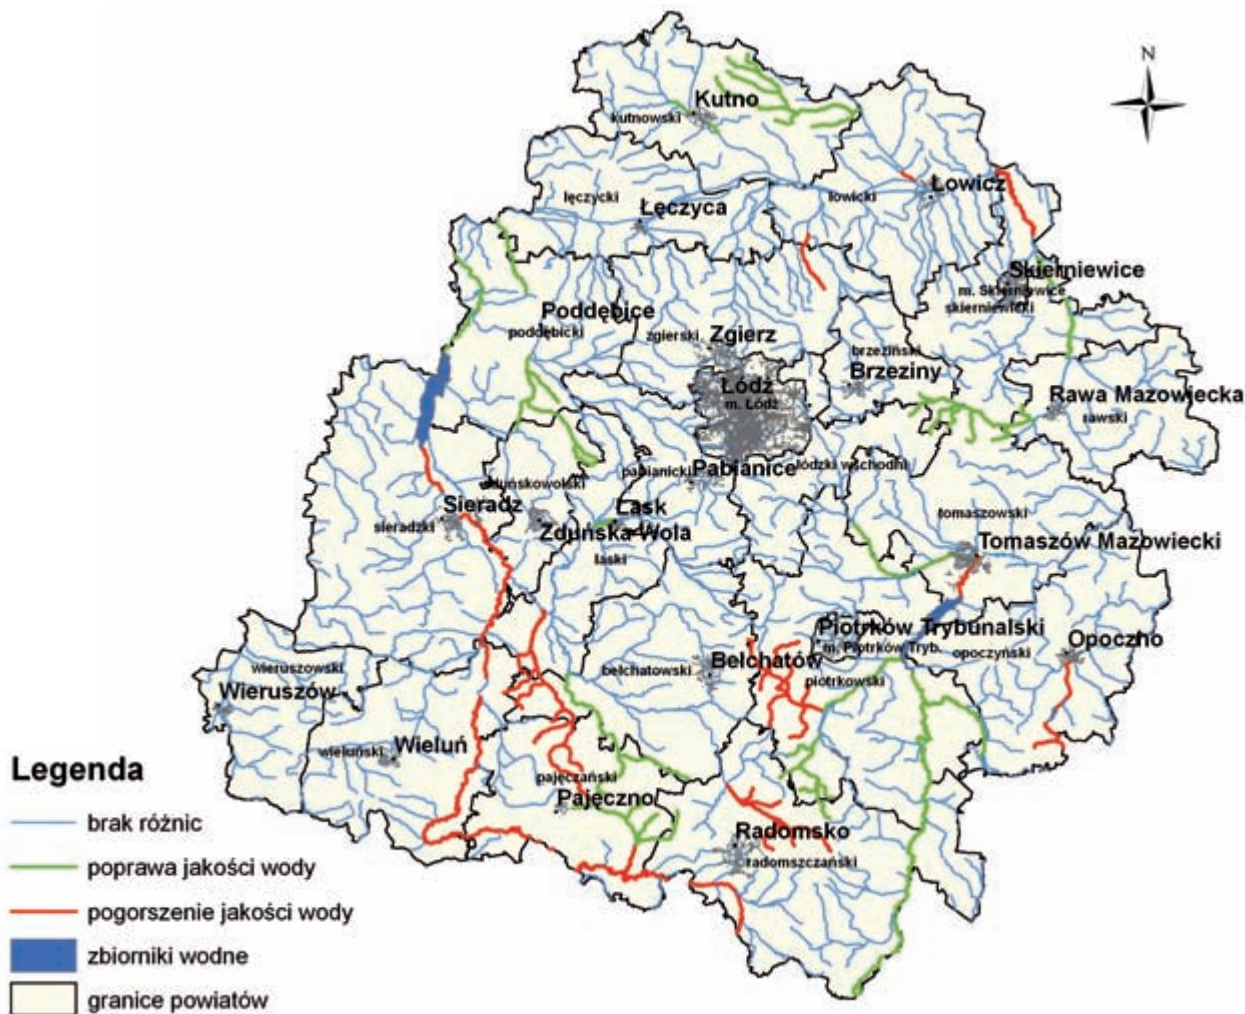 N
Kutno
kutnowski
Łowicz
łęczycki
łowicki
Łęczyca
Skierniewice
m. Skierniewice
skierniewicki
Poddębice
poddębicki
zgierski
Zgierz
brzeziński
Brzeziny
Łódź
m. Łódź
Rawa Mazowiecka
rawski
pabianicki
Pabianice
łódzki wschodni
zduńskowolski
Sieradz
sieradzki
Łask
Zduńska Wola
łaski
tomaszowski
Tomaszów Mazowiecki
Piotrków Trybunalski
m. Piotrków Tryb.
opoczyński
Opoczno
wieruszowski
Wieruszów
bełchatowski
Bełchatów
piotrkowski
wieluński
Wieluń
pajęczański
Pajęczno
Radomsko
radomszczański
Legenda
brak różnic
poprawa jakości wody
pogorszenie jakości wody
zbiorniki wodne
granice powiatów